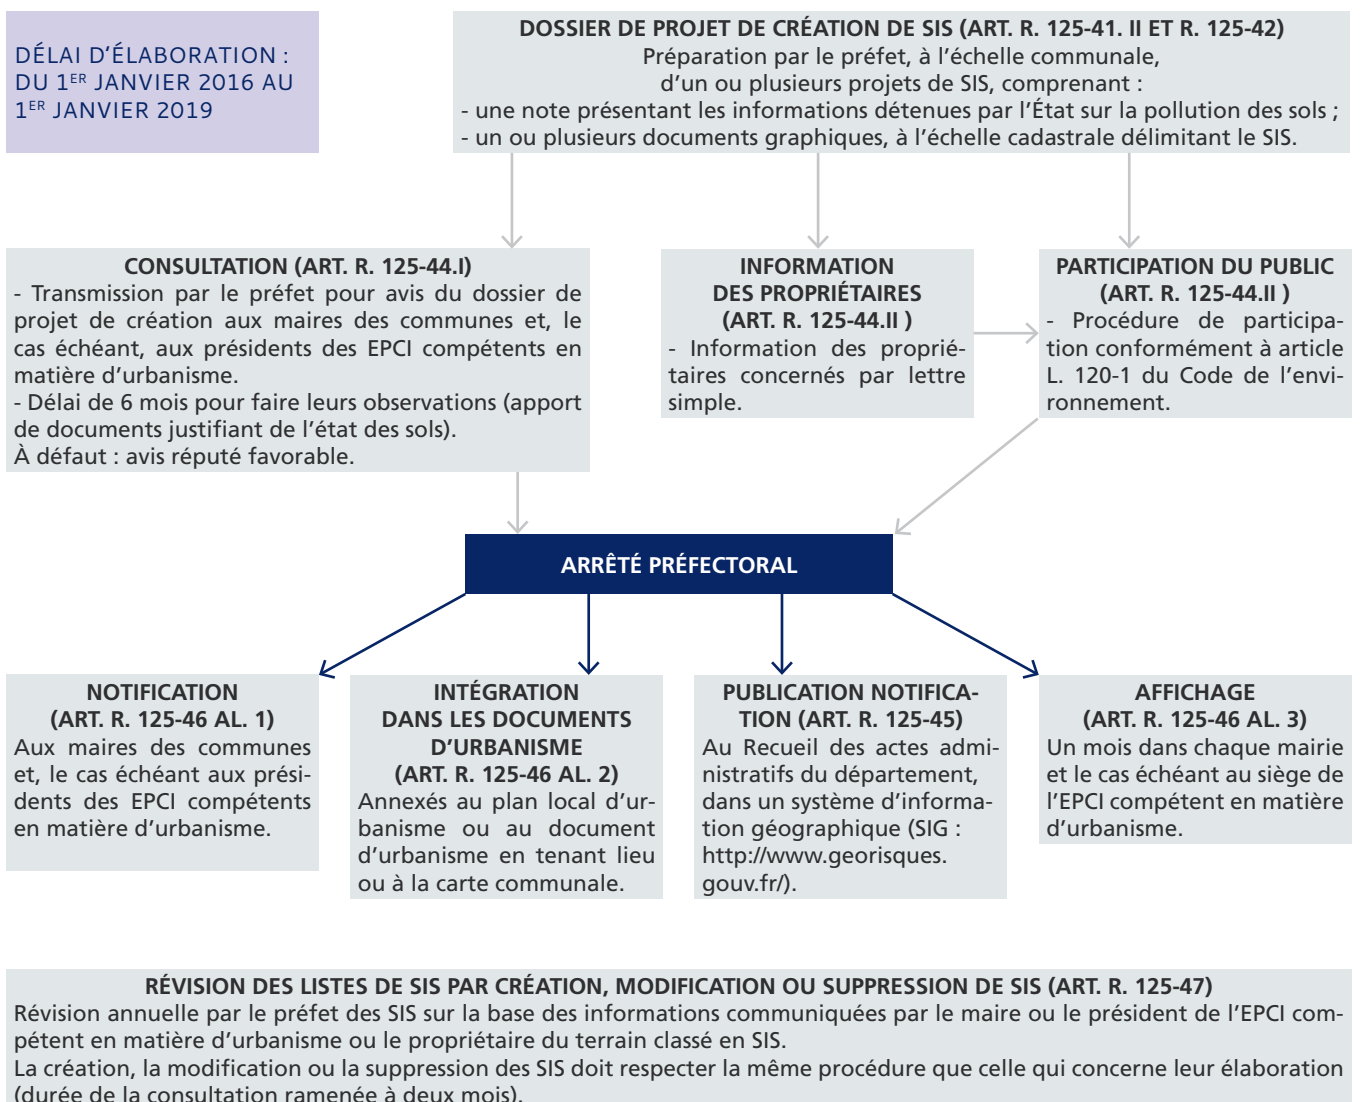 DÉLAI D'ÉLABORATION :
DU 1ER JANVIER 2016 AU
1ER JANVIER 2019
DOSSIER DE PROJET DE CRÉATION DE SIS (ART. R. 125-41. II ET R. 125-42)
Préparation par le préfet, à l'échelle communale,
d'un ou plusieurs projets de SIS, comprenant :
- une note présentant les informations détenues par l'État sur la pollution des sols ;
- un ou plusieurs documents graphiques, à l'échelle cadastrale délimitant le SIS.
CONSULTATION (ART. R. 125-44.I)
- Transmission par le préfet pour avis du dossier de
projet de création aux maires des communes et, le
cas échéant, aux présidents des EPCI compétents en
matière d'urbanisme.
- Délai de 6 mois pour faire leurs observations (apport
de documents justifiant de l'état des sols).
À défaut : avis réputé favorable.
INFORMATION
DES PROPRIÉTAIRES
(ART. R. 125-44.II )
- Information des proprié-
taires concernés par lettre
simple.
PARTICIPATION DU PUBLIC
(ART. R. 125-44.II )
- Procédure de participa-
tion conformément à article
L. 120-1 du Code de l'envi-
ronnement.
ARRÊTÉ PRÉFECTORAL
NOTIFICATION
(ART. R. 125-46 AL. 1)
Aux maires des communes
et, le cas échéant aux prési-
dents des EPCI compétents
en matière d'urbanisme.
INTÉGRATION
DANS LES DOCUMENTS
D'URBANISME
(ART. R. 125-46 AL. 2)
Annexés au plan local d'ur-
banisme ou au document
d'urbanisme en tenant lieu
ou à la carte communale.
PUBLICATION NOTIFICA-
TION (ART. R. 125-45)
Au Recueil des actes admi-
nistratifs du département,
dans un système d'informa-
tion géographique (SIG :
http://www.georisques.
gouv.fr/).
AFFICHAGE
(ART. R. 125-46 AL. 3)
Un mois dans chaque mairie
et le cas échéant au siège de
l'EPCI compétent en matière
d'urbanisme.
RÉVISION DES LISTES DE SIS PAR CRÉATION, MODIFICATION OU SUPPRESSION DE SIS (ART. R. 125-47)
Révision annuelle par le préfet des SIS sur la base des informations communiquées par le maire ou le président de l'EPCI com-
pétent en matière d'urbanisme ou le propriétaire du terrain classé en SIS.
La création, la modification ou la suppression des SIS doit respecter la même procédure que celle qui concerne leur élaboration
(durée de la consultation ramenée à deux mois).